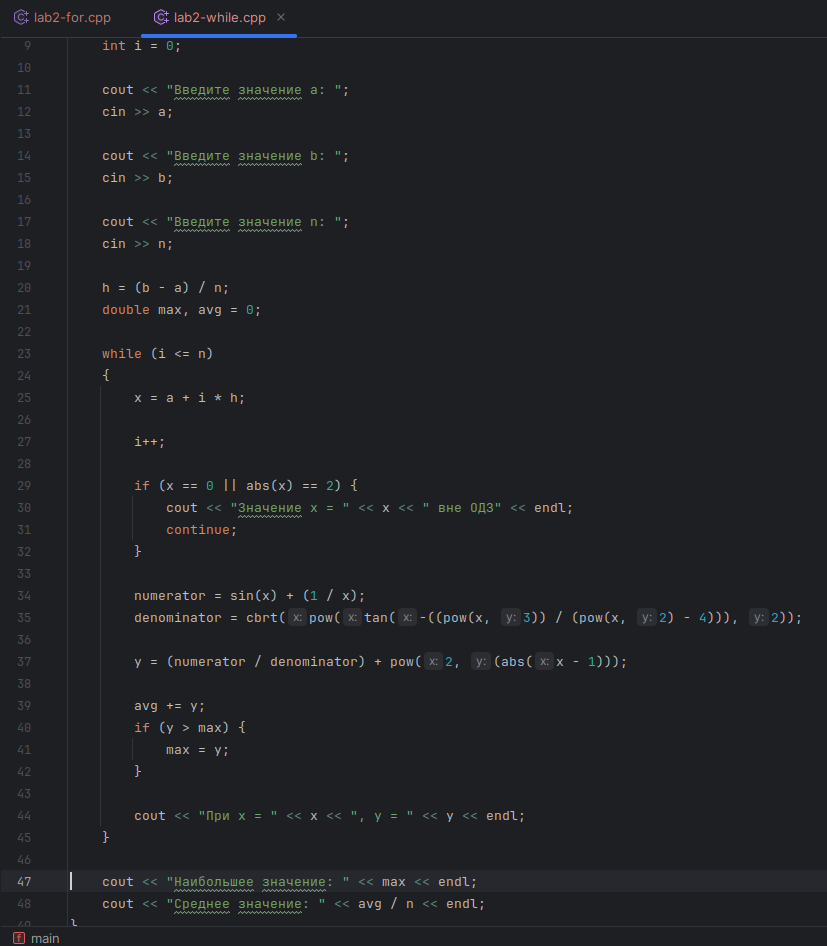 lab2-for.cpp lab2-while.cpp ×
9 int i = 0;
10
11 cout << "Введите значение a: ";
12 cin >> a;
13
14 cout << "Введите значение b: ";
15 cin >> b;
16
17 cout << "Введите значение n: ";
18 cin >> n;
19
20 h = (b - a) / n;
21 double max, avg = 0;
22
23 while (i <= n)
24 {
25 x = a + i * h;
26
27 i++;
28
29 if (x == 0 || abs(x) == 2) {
30 cout << "Значение x = " << x << " вне ОДЗ" << endl;
31 continue;
32 }
33
34 numerator = sin(x) + (1 / x);
35 denominator = cbrt( x: pow( x: tan( x: -((pow(x, y: 3)) / (pow(x, y: 2) - 4))), y: 2));
36
37 y = (numerator / denominator) + pow( x: 2, y: (abs( x: x - 1)));
38
39 avg += y;
40 if (y > max) {
41 max = y;
42 }
43
44 cout << "При x = " << x << ", y = " << y << endl;
45 }
46
47 cout << "Наибольшее значение: " << max << endl;
48 cout << "Среднее значение: " << avg / n << endl;
49 }
f main